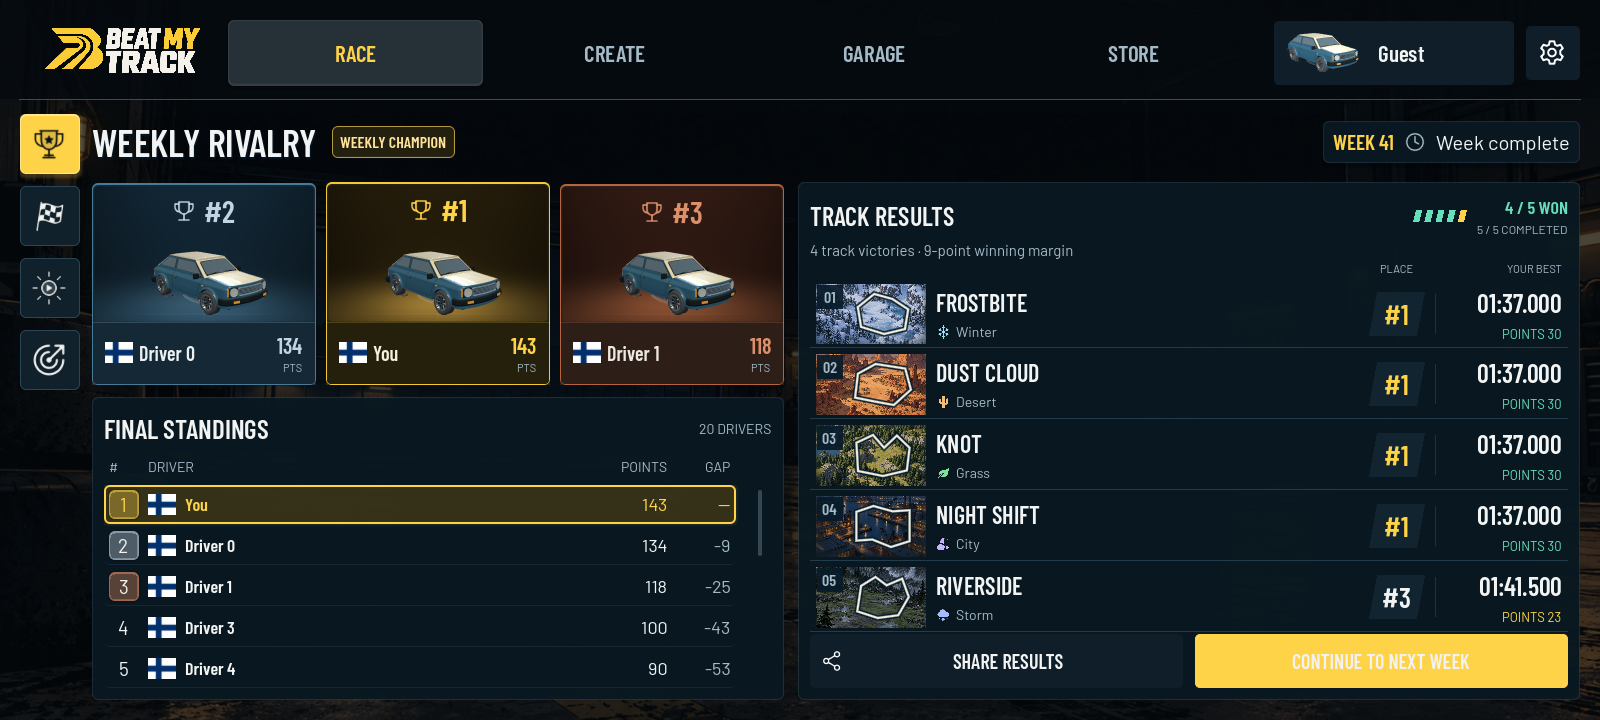 BEAT MY
TRACK
RACE
CREATE
GARAGE
STORE
Guest
WEEKLY RIVALRY
WEEKLY CHAMPION
WEEK 41
Week complete
#2
Driver 0
134
PTS
#1
You
143
PTS
#3
Driver 1
118
PTS
FINAL STANDINGS
20 DRIVERS
# DRIVER POINTS GAP
1 You 143 –
2 Driver 0 134 -9
3 Driver 1 118 -25
4 Driver 3 100 -43
5 Driver 4 90 -53
TRACK RESULTS
4 / 5 WON
5 / 5 COMPLETED
4 track victories · 9-point winning margin
PLACE YOUR BEST
01 FROSTBITE #1 01:37.000
Winter POINTS 30
02 DUST CLOUD #1 01:37.000
Desert POINTS 30
03 KNOT #1 01:37.000
Grass POINTS 30
04 NIGHT SHIFT #1 01:37.000
City POINTS 30
05 RIVERSIDE #3 01:41.500
Storm POINTS 23
SHARE RESULTS
CONTINUE TO NEXT WEEK